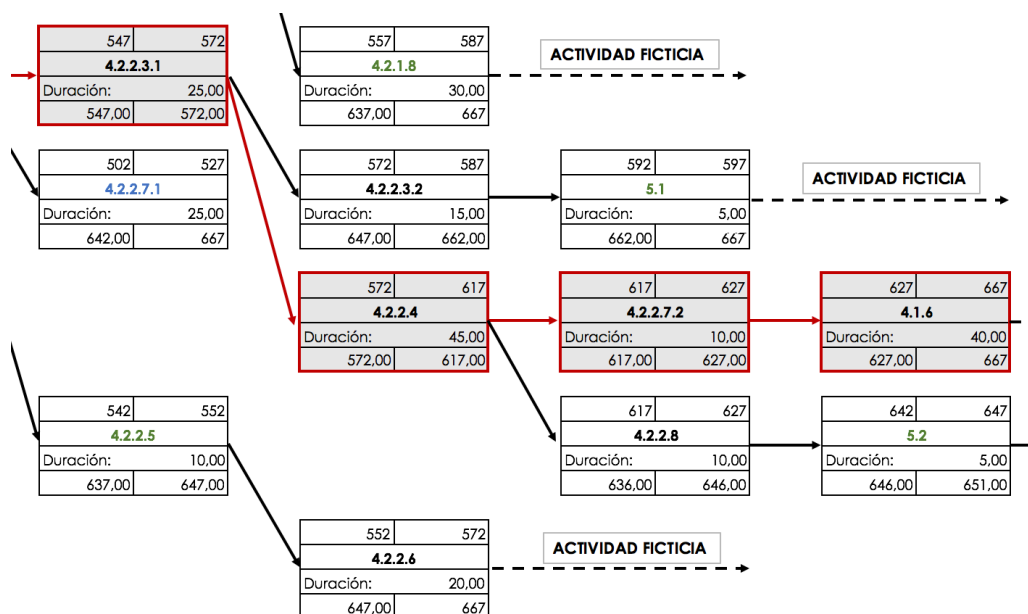 547 572
4.2.2.3.1
Duración: 25,00
547,00 572,00
557 587
4.2.1.8
Duración: 30,00
637,00 667
ACTIVIDAD FICTICIA
502 527
4.2.2.7.1
Duración: 25,00
642,00 667
572 587
4.2.2.3.2
Duración: 15,00
647,00 662,00
592 597
5.1
Duración: 5,00
662,00 667
ACTIVIDAD FICTICIA
572 617
4.2.2.4
Duración: 45,00
572,00 617,00
617 627
4.2.2.7.2
Duración: 10,00
617,00 627,00
627 667
4.1.6
Duración: 40,00
627,00 667
542 552
4.2.2.5
Duración: 10,00
637,00 647,00
617 627
4.2.2.8
Duración: 10,00
636,00 646,00
642 647
5.2
Duración: 5,00
646,00 651,00
552 572
4.2.2.6
Duración: 20,00
647,00 667
ACTIVIDAD FICTICIA